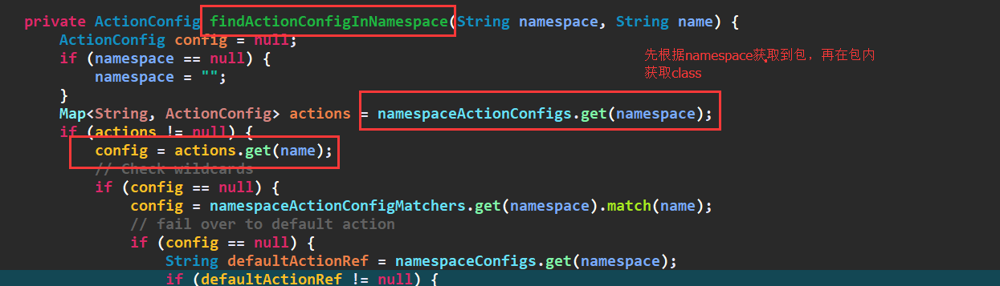 private ActionConfig findActionConfigInNamespace(String namespace, String name) {
ActionConfig config = null;
if (namespace == null) {
namespace = "";
}
先根据namespace获取到包，再在包内
获取class
Map<String, ActionConfig> actions = namespaceActionConfigs.get(namespace);
if (actions != null) {
config = actions.get(name);
// Check wildcards
if (config == null) {
config = namespaceActionConfigMatchers.get(namespace).match(name);
// fail over to default action
if (config == null) {
String defaultActionRef = namespaceConfigs.get(namespace);
if (defaultActionRef != null) {